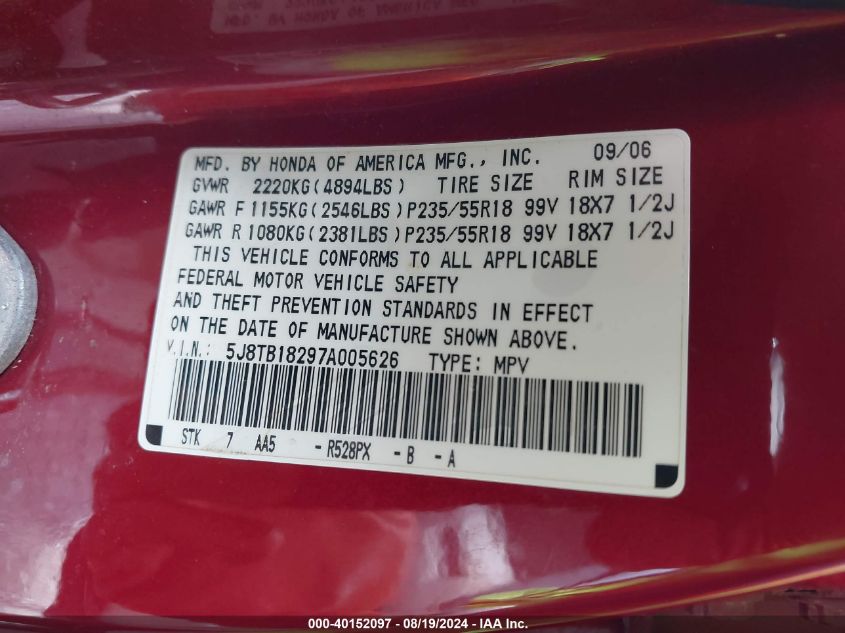 MFD. BY HONDA OF AMERICA MFG., INC. 09/06
GVWR 2220KG(4894LBS) TIRE SIZE RIM SIZE
GAWR F 1155KG(2546LBS)P235/55R18 99V 18X7 1/2J
GAWR R 1080KG(2381LBS)P235/55R18 99V 18X7 1/2J
THIS VEHICLE CONFORMS TO ALL APPLICABLE
FEDERAL MOTOR VEHICLE SAFETY
AND THEFT PREVENTION STANDARDS IN EFFECT
ON THE DATE OF MANUFACTURE SHOWN ABOVE.
V.I.N.: 5J8TB18297A005626 TYPE: MPV
STK 7 AA5 -R528PX -B -A
000-40152097 - 08/19/2024 - IAA Inc.